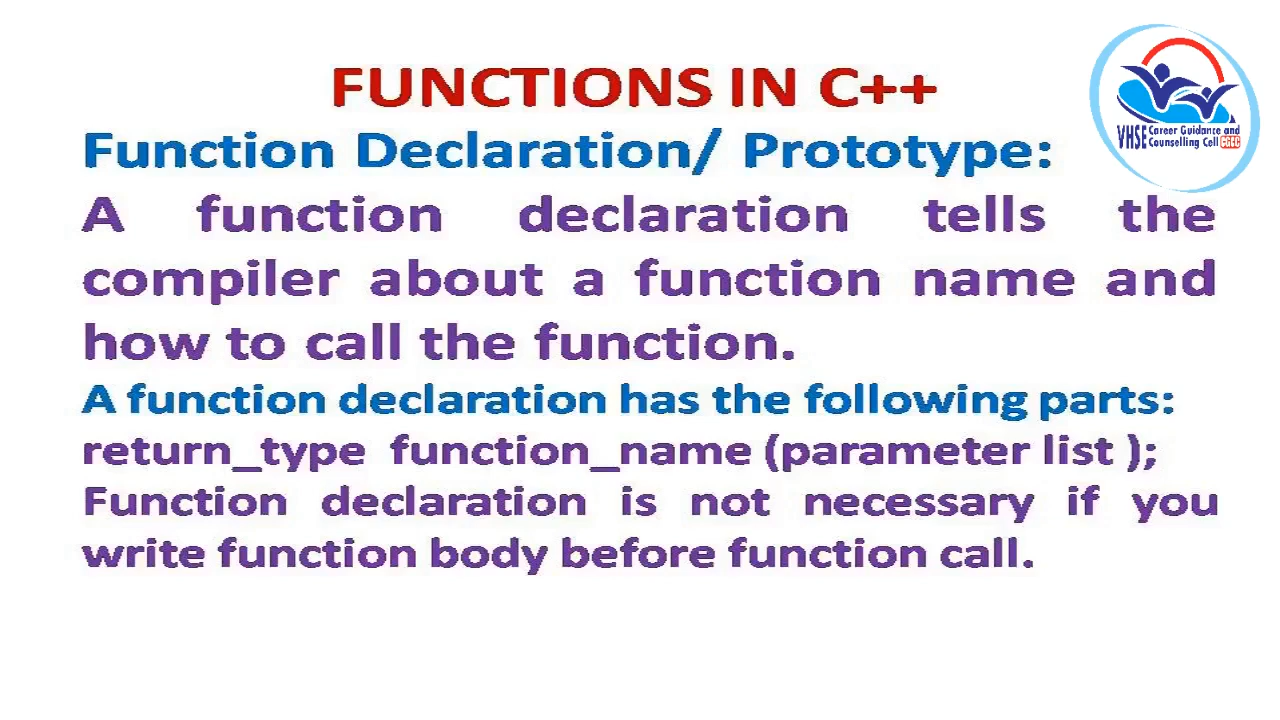 FUNCTIONS IN C++
Function Declaration/ Prototype:
A function declaration tells the
compiler about a function name and
how to call the function.
A function declaration has the following parts:
return_type function_name (parameter list );
Function declaration is not necessary if you
write function body before function call.
VHSE Career Guidance and
Counselling Cell CGCC